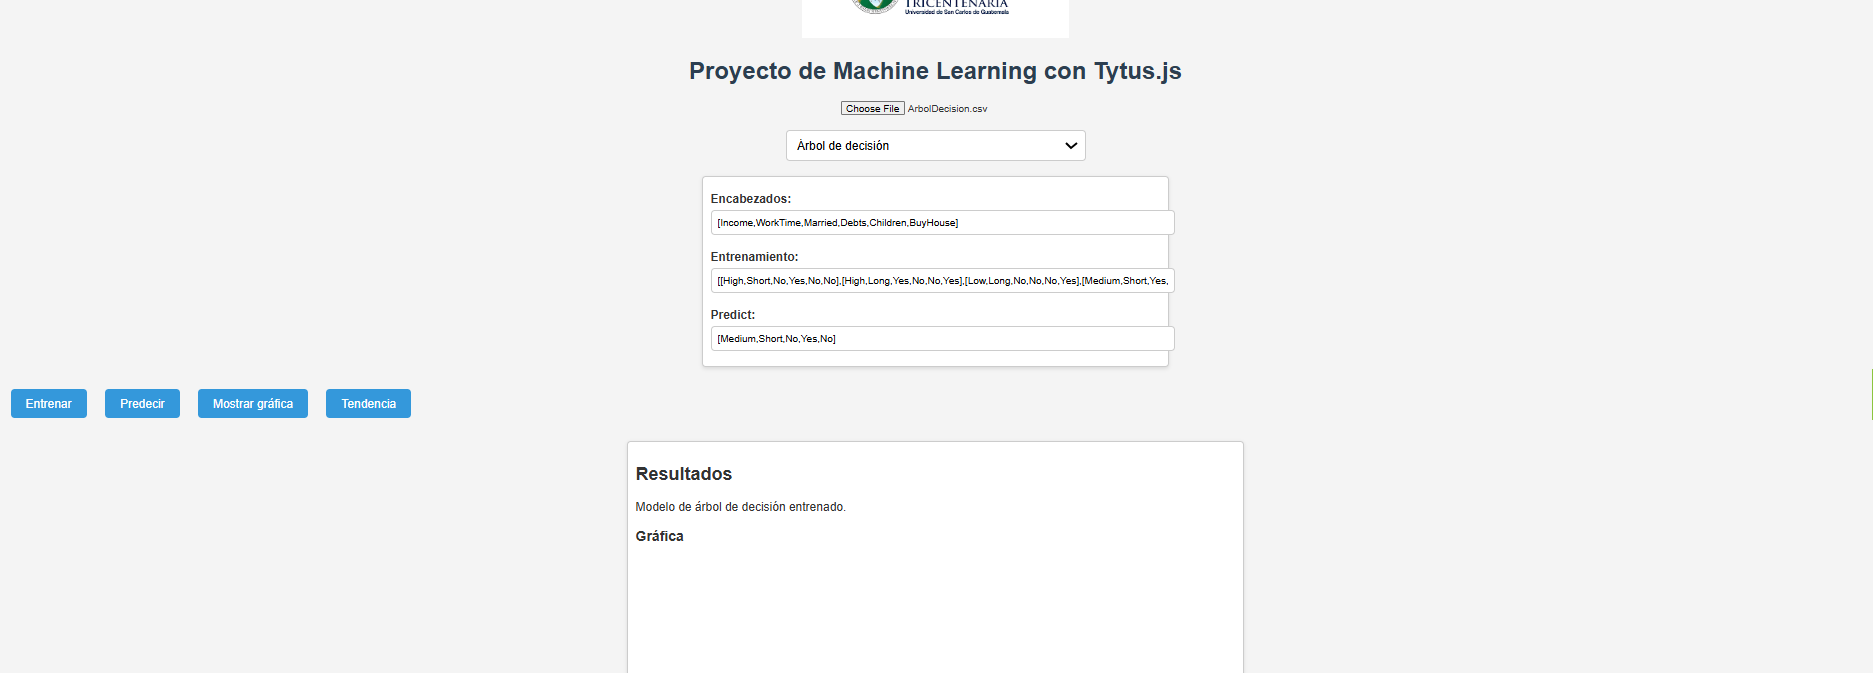 TRICENTENARIA
Universidad de San Carlos de Guatemala
Proyecto de Machine Learning con Tytus.js
Choose File ArbolDecision.csv
Árbol de decisión
Encabezados:
[Income,WorkTime,Married,Debts,Children,BuyHouse]
Entrenamiento:
[[High,Short,No,Yes,No,No],[High,Long,Yes,No,No,Yes],[Low,Long,No,No,No,Yes],[Medium,Short,Yes,
Predict:
[Medium,Short,No,Yes,No]
Entrenar Predecir Mostrar gráfica Tendencia
Resultados
Modelo de árbol de decisión entrenado.
Gráfica